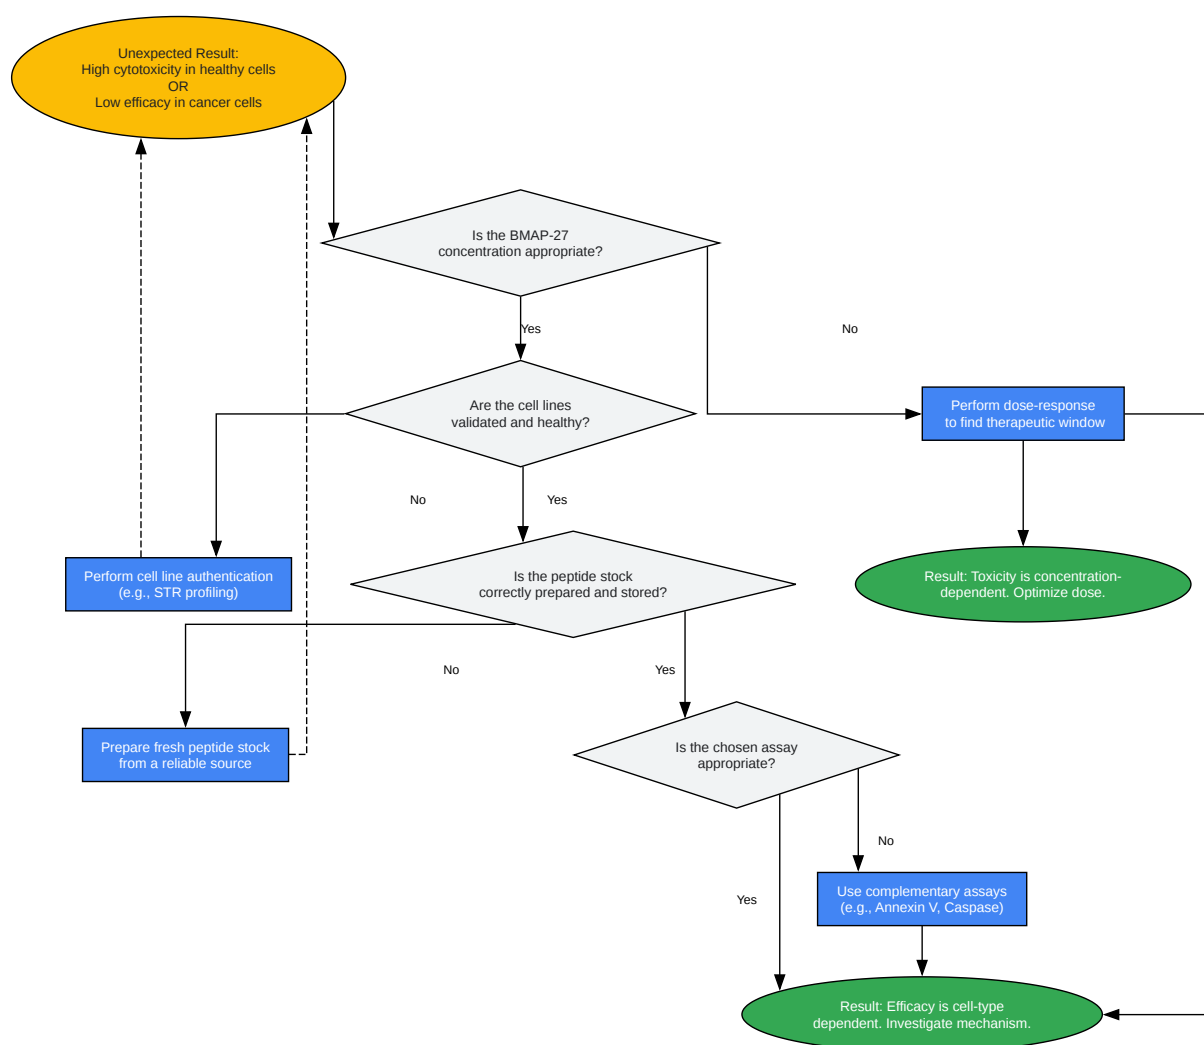 Unexpected Result:
High cytotoxicity in healthy cells
OR
Low efficacy in cancer cells
Is the BMAP-27
concentration appropriate?
Yes
No
Are the cell lines
validated and healthy?
Perform dose-response
to find therapeutic window
No
Yes
Perform cell line authentication
(e.g., STR profiling)
Is the peptide stock
correctly prepared and stored?
Result: Toxicity is concentration-
dependent. Optimize dose.
No
Yes
Prepare fresh peptide stock
from a reliable source
Is the chosen assay
appropriate?
No
Yes
Use complementary assays
(e.g., Annexin V, Caspase)
Result: Efficacy is cell-type
dependent. Investigate mechanism.